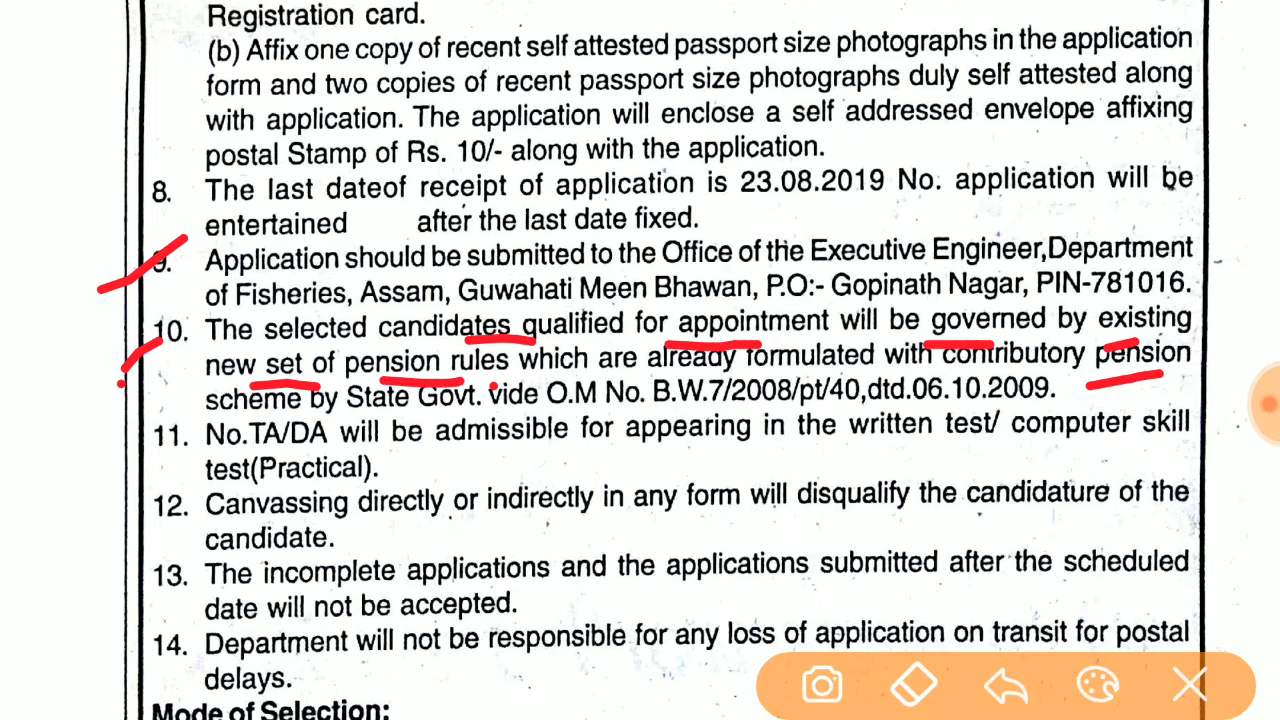 Registration card.
(b) Affix one copy of recent self attested passport size photographs in the application
form and two copies of recent passport size photographs duly self attested along
with application. The application will enclose a self addressed envelope affixing
postal Stamp of Rs. 10/- along with the application.
8. The last dateof receipt of application is 23.08.2019 No. application will be
entertained after the last date fixed.
9. Application should be submitted to the Office of the Executive Engineer,Department
of Fisheries, Assam, Guwahati Meen Bhawan, P.O:- Gopinath Nagar, PIN-781016.
10. The selected candidates qualified for appointment will be governed by existing
new set of pension rules which are already formulated with contributory pension
scheme by State Govt. vide O.M No. B.W.7/2008/pt/40,dtd.06.10.2009.
11. No.TA/DA will be admissible for appearing in the written test/ computer skill
test(Practical).
12. Canvassing directly or indirectly in any form will disqualify the candidature of the
candidate.
13. The incomplete applications and the applications submitted after the scheduled
date will not be accepted.
14. Department will not be responsible for any loss of application on transit for postal
delays.
Mode of Selection: